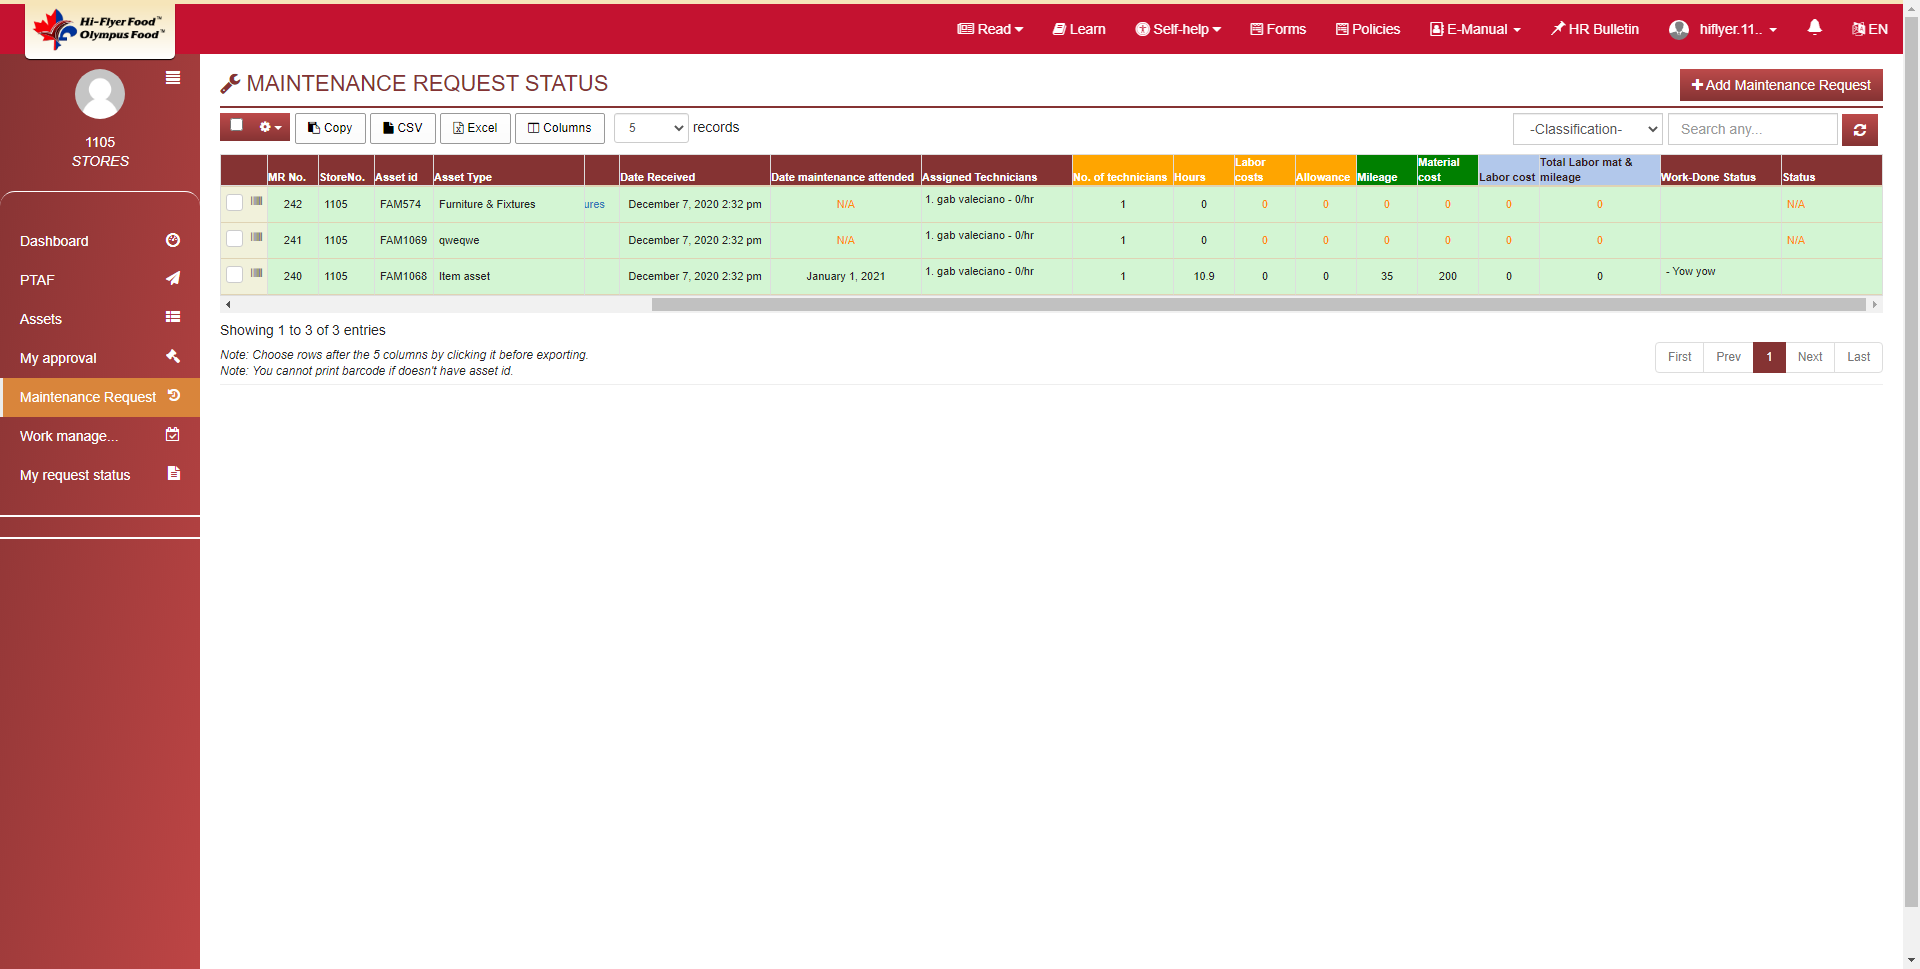 Hi-Flyer Food™
Olympus Food™
Read
Learn
Self-help
Forms
Policies
E-Manual
HR Bulletin
hiflyer.11..
EN
1105
STORES
Dashboard
PTAF
Assets
My approval
Maintenance Request
Work manage...
My request status
MAINTENANCE REQUEST STATUS
Add Maintenance Request
Copy
CSV
Excel
Columns
5
records
-Classification-
Search any...
MR No. StoreNo. Asset id Asset Type Date Received Date maintenance attended Assigned Technicians No. of technicians Hours Labor costs Allowance Mileage Material cost Labor cost Total Labor mat & mileage Work-Done Status Status
242 1105 FAM574 Furniture & Fixtures ures December 7, 2020 2:32 pm N/A 1. gab valeciano - 0/hr 1 0 0 0 0 0 0 0 N/A
241 1105 FAM1069 qweqwe December 7, 2020 2:32 pm N/A 1. gab valeciano - 0/hr 1 0 0 0 0 0 0 0 N/A
240 1105 FAM1068 Item asset December 7, 2020 2:32 pm January 1, 2021 1. gab valeciano - 0/hr 1 10.9 0 0 35 200 0 0 - Yow yow
Showing 1 to 3 of 3 entries
Note: Choose rows after the 5 columns by clicking it before exporting.
Note: You cannot print barcode if doesn't have asset id.
First Prev 1 Next Last